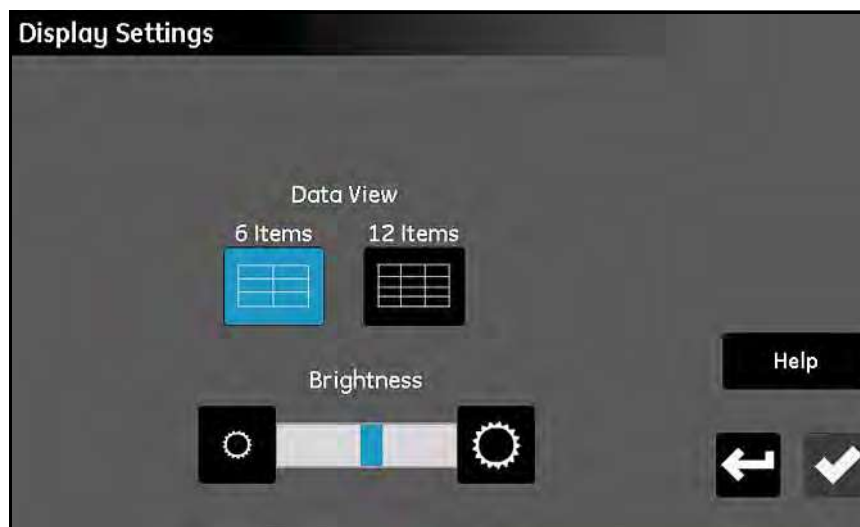 Display Settings
Data View
6 Items 12 Items
Brightness
Help